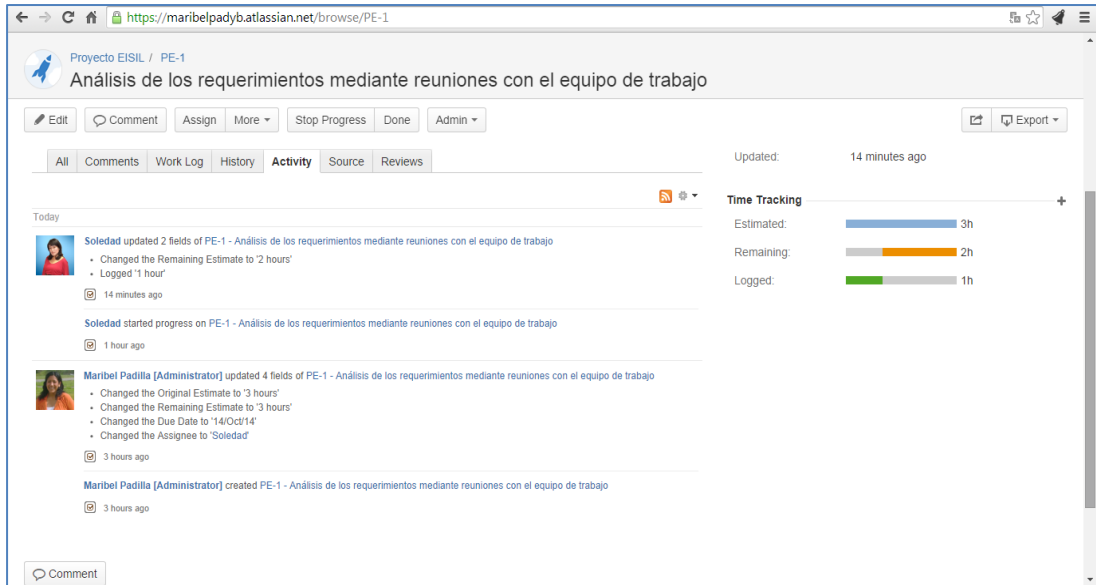 https://maribelpadyb.atlassian.net/browse/PE-1
Proyecto EISIL / PE-1
Análisis de los requerimientos mediante reuniones con el equipo de trabajo
Edit Comment Assign More Stop Progress Done Admin Export
All Comments Work Log History Activity Source Reviews
Today
Soledad updated 2 fields of PE-1 - Análisis de los requerimientos mediante reuniones con el equipo de trabajo
• Changed the Remaining Estimate to '2 hours'
• Logged '1 hour'
14 minutes ago
Soledad started progress on PE-1 - Análisis de los requerimientos mediante reuniones con el equipo de trabajo
1 hour ago
Maribel Padilla [Administrator] updated 4 fields of PE-1 - Análisis de los requerimientos mediante reuniones con el equipo de trabajo
• Changed the Original Estimate to '3 hours'
• Changed the Remaining Estimate to '3 hours'
• Changed the Due Date to '14/Oct/14'
• Changed the Assignee to 'Soledad'
3 hours ago
Maribel Padilla [Administrator] created PE-1 - Análisis de los requerimientos mediante reuniones con el equipo de trabajo
3 hours ago
Comment
Updated: 14 minutes ago
Time Tracking
Estimated: 3h
Remaining: 2h
Logged: 1h